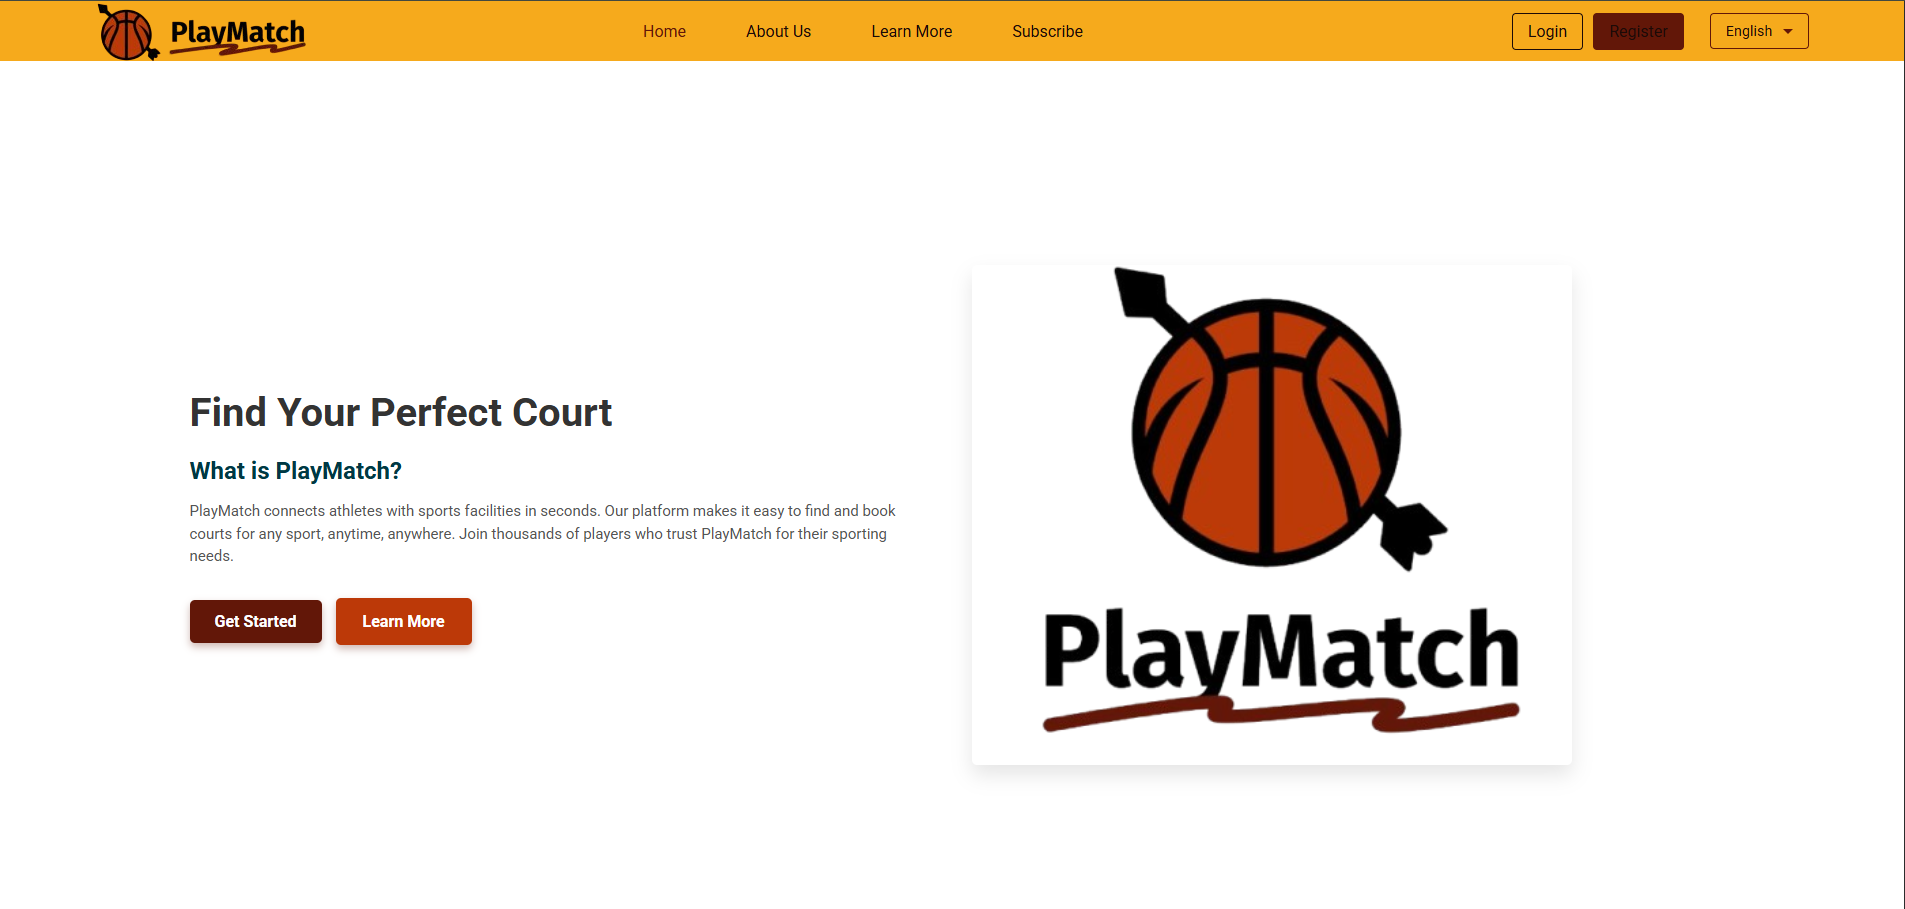 PlayMatch
Home
About Us
Learn More
Subscribe
Login
Register
English
Find Your Perfect Court
What is PlayMatch?
PlayMatch connects athletes with sports facilities in seconds. Our platform makes it easy to find and book
courts for any sport, anytime, anywhere. Join thousands of players who trust PlayMatch for their sporting
needs.
Get Started
Learn More
PlayMatch